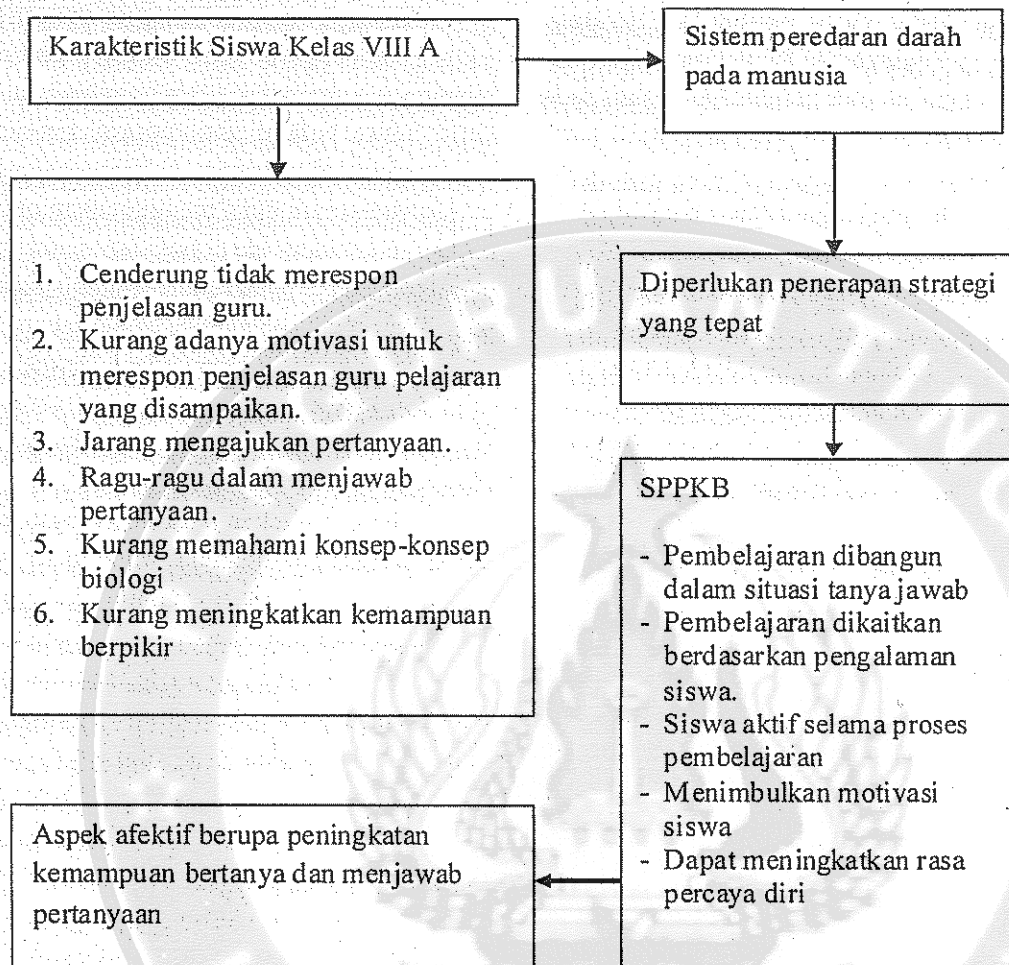 Karakteristik Siswa Kelas VIII A
Sistem peredaran darah
pada manusia
1. Cenderung tidak merespon
penjelasan guru.
2. Kurang adanya motivasi untuk
merespon penjelasan guru pelajaran
yang disampaikan.
3. Jarang mengajukan pertanyaan.
4. Ragu-ragu dalam menjawab
pertanyaan.
5. Kurang memahami konsep-konsep
biologi
6. Kurang meningkatkan kemampuan
berpikir
Diperlukan penerapan strategi
yang tepat
SPPKB
- Pembelajaran dibangun
dalam situasi tanya jawab
- Pembelajaran dikaitkan
berdasarkan pengalaman
siswa.
- Siswa aktif selama proses
pembelajaran
- Menimbulkan motivasi
siswa
- Dapat meningkatkan rasa
percaya diri
Aspek afektif berupa peningkatan
kemampuan bertanya dan menjawab
pertanyaan